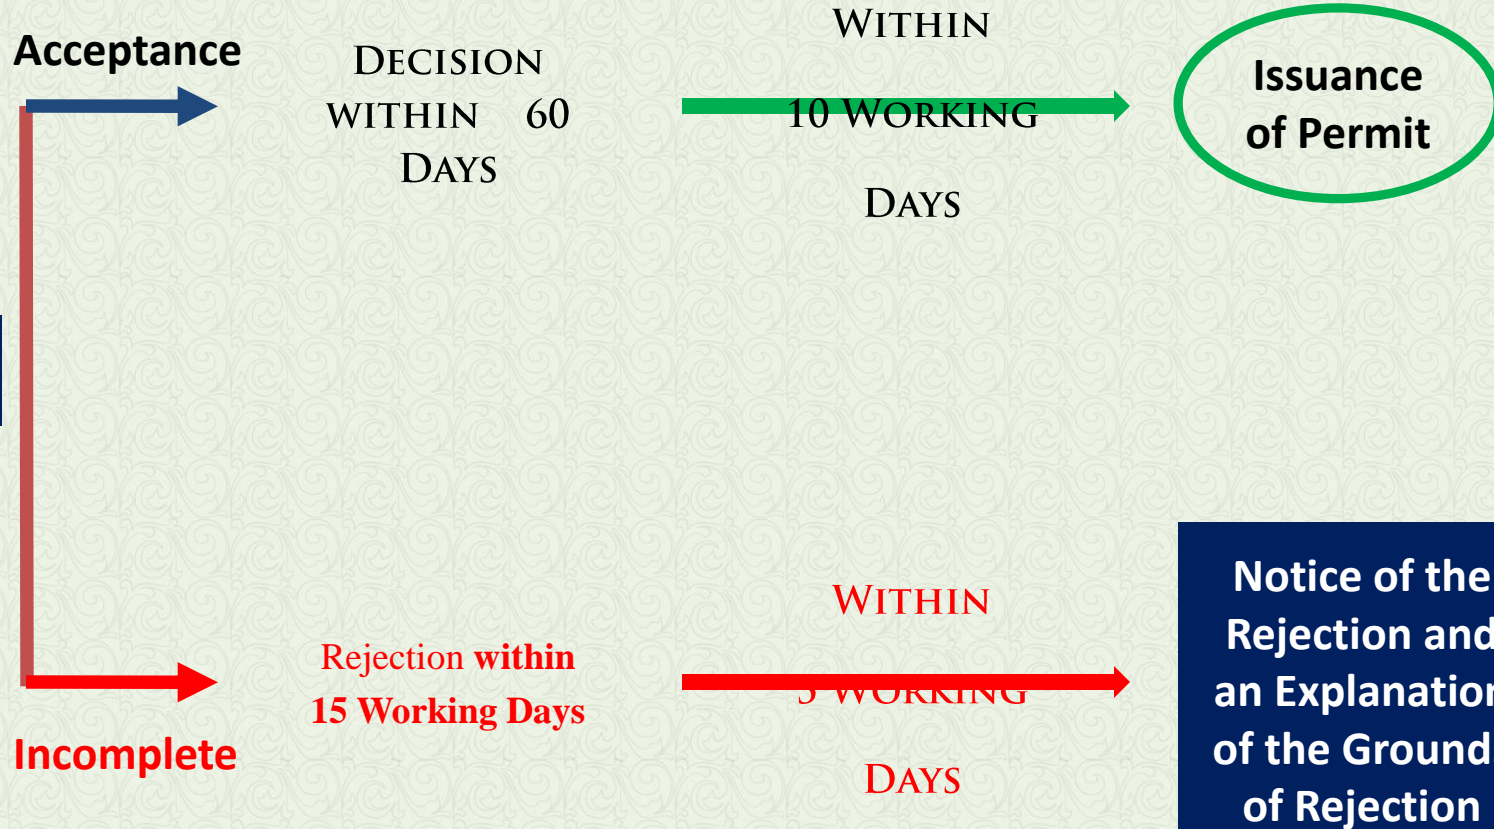 Acceptance
DECISION
WITHIN 60
DAYS
WITHIN
10 WORKING
DAYS
Issuance
of Permit
Incomplete
Rejection within
15 Working Days
WITHIN
WORKING
DAYS
Notice of the
Rejection and
an Explanation
of the Grounds
of Rejection